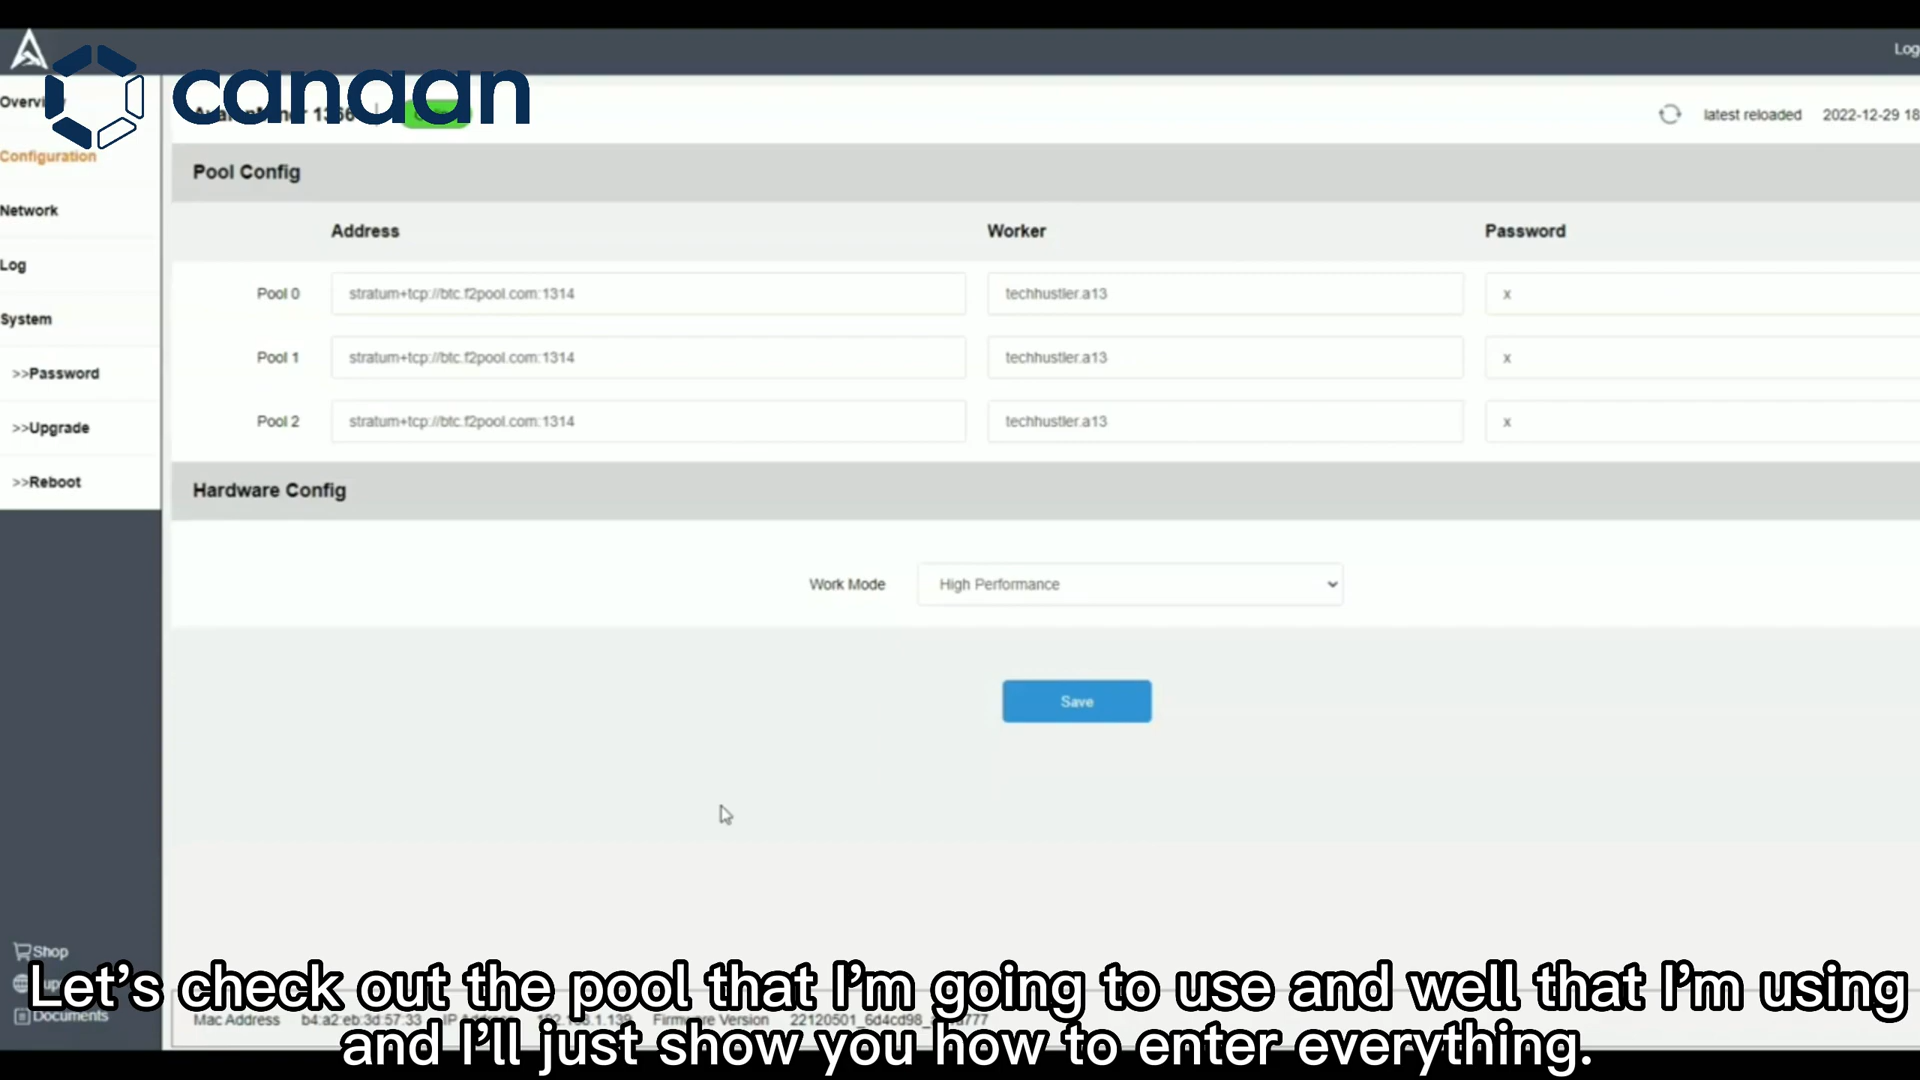 Log
canaan
Overvi
1366
latest reloaded 2022-12-29 18
Configuration
Pool Config
Network
Address Worker Password
Log
Pool 0 stratum+tcp://btc.f2pool.com:1314 techhustler.a13 x
System
Pool 1 stratum+tcp://btc.f2pool.com:1314 techhustler.a13 x
>>Password
Pool 2 stratum+tcp://btc.f2pool.com:1314 techhustler.a13 x
>>Upgrade
>>Reboot
Hardware Config
Work Mode High Performance
Save
Shop
Documents
Mac Address b4:a2:eb:3d:57:33 Firmware Version
Let's check out the pool that I'm going to use and well that I'm using
and I'll just show you how to enter everything.